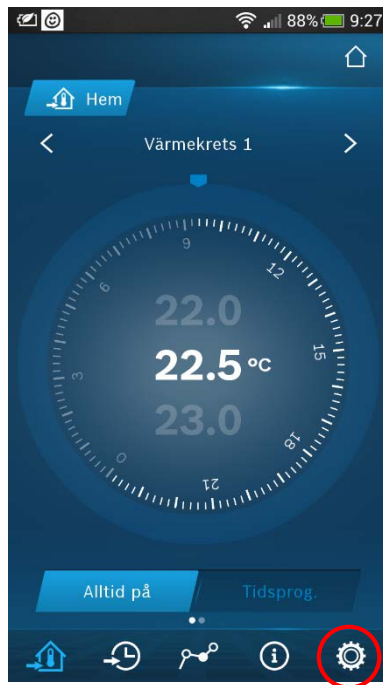 88% 9:27
Hem
Värmekrets 1
9
12
6
22.0
15
22.5 °C
3
23.0
18
0
21
Alltid på
Tidsprog.